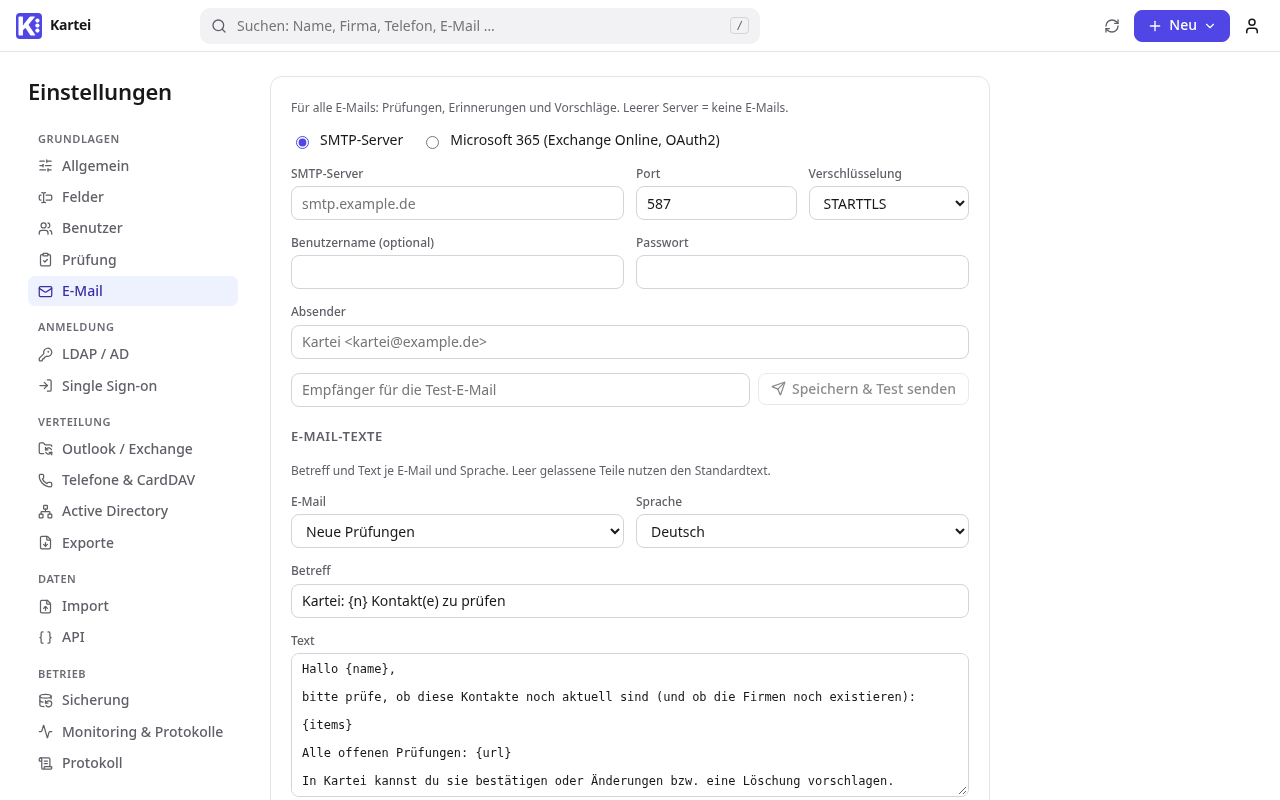 Kartei
Suchen: Name, Firma, Telefon, E-Mail ...
/
Neu
Einstellungen
GRUNDLAGEN
Allgemein
Felder
Benutzer
Prüfung
E-Mail
ANMELDUNG
LDAP / AD
Single Sign-on
VERTEILUNG
Outlook / Exchange
Telefone & CardDAV
Active Directory
Exporte
DATEN
Import
API
BETRIEB
Sicherung
Monitoring & Protokolle
Protokoll
Für alle E-Mails: Prüfungen, Erinnerungen und Vorschläge. Leerer Server = keine E-Mails.
SMTP-Server
Microsoft 365 (Exchange Online, OAuth2)
SMTP-Server
Port
Verschlüsselung
smtp.example.de
587
STARTTLS
Benutzername (optional)
Passwort
Absender
Kartei <kartei@example.de>
Empfänger für die Test-E-Mail
Speichern & Test senden
E-MAIL-TEXTE
Betreff und Text je E-Mail und Sprache. Leer gelassene Teile nutzen den Standardtext.
E-Mail
Sprache
Neue Prüfungen
Deutsch
Betreff
Kartei: {n} Kontakt(e) zu prüfen
Text
Hallo {name},
bitte prüfe, ob diese Kontakte noch aktuell sind (und ob die Firmen noch existieren):
{items}
Alle offenen Prüfungen: {url}
In Kartei kannst du sie bestätigen oder Änderungen bzw. eine Löschung vorschlagen.